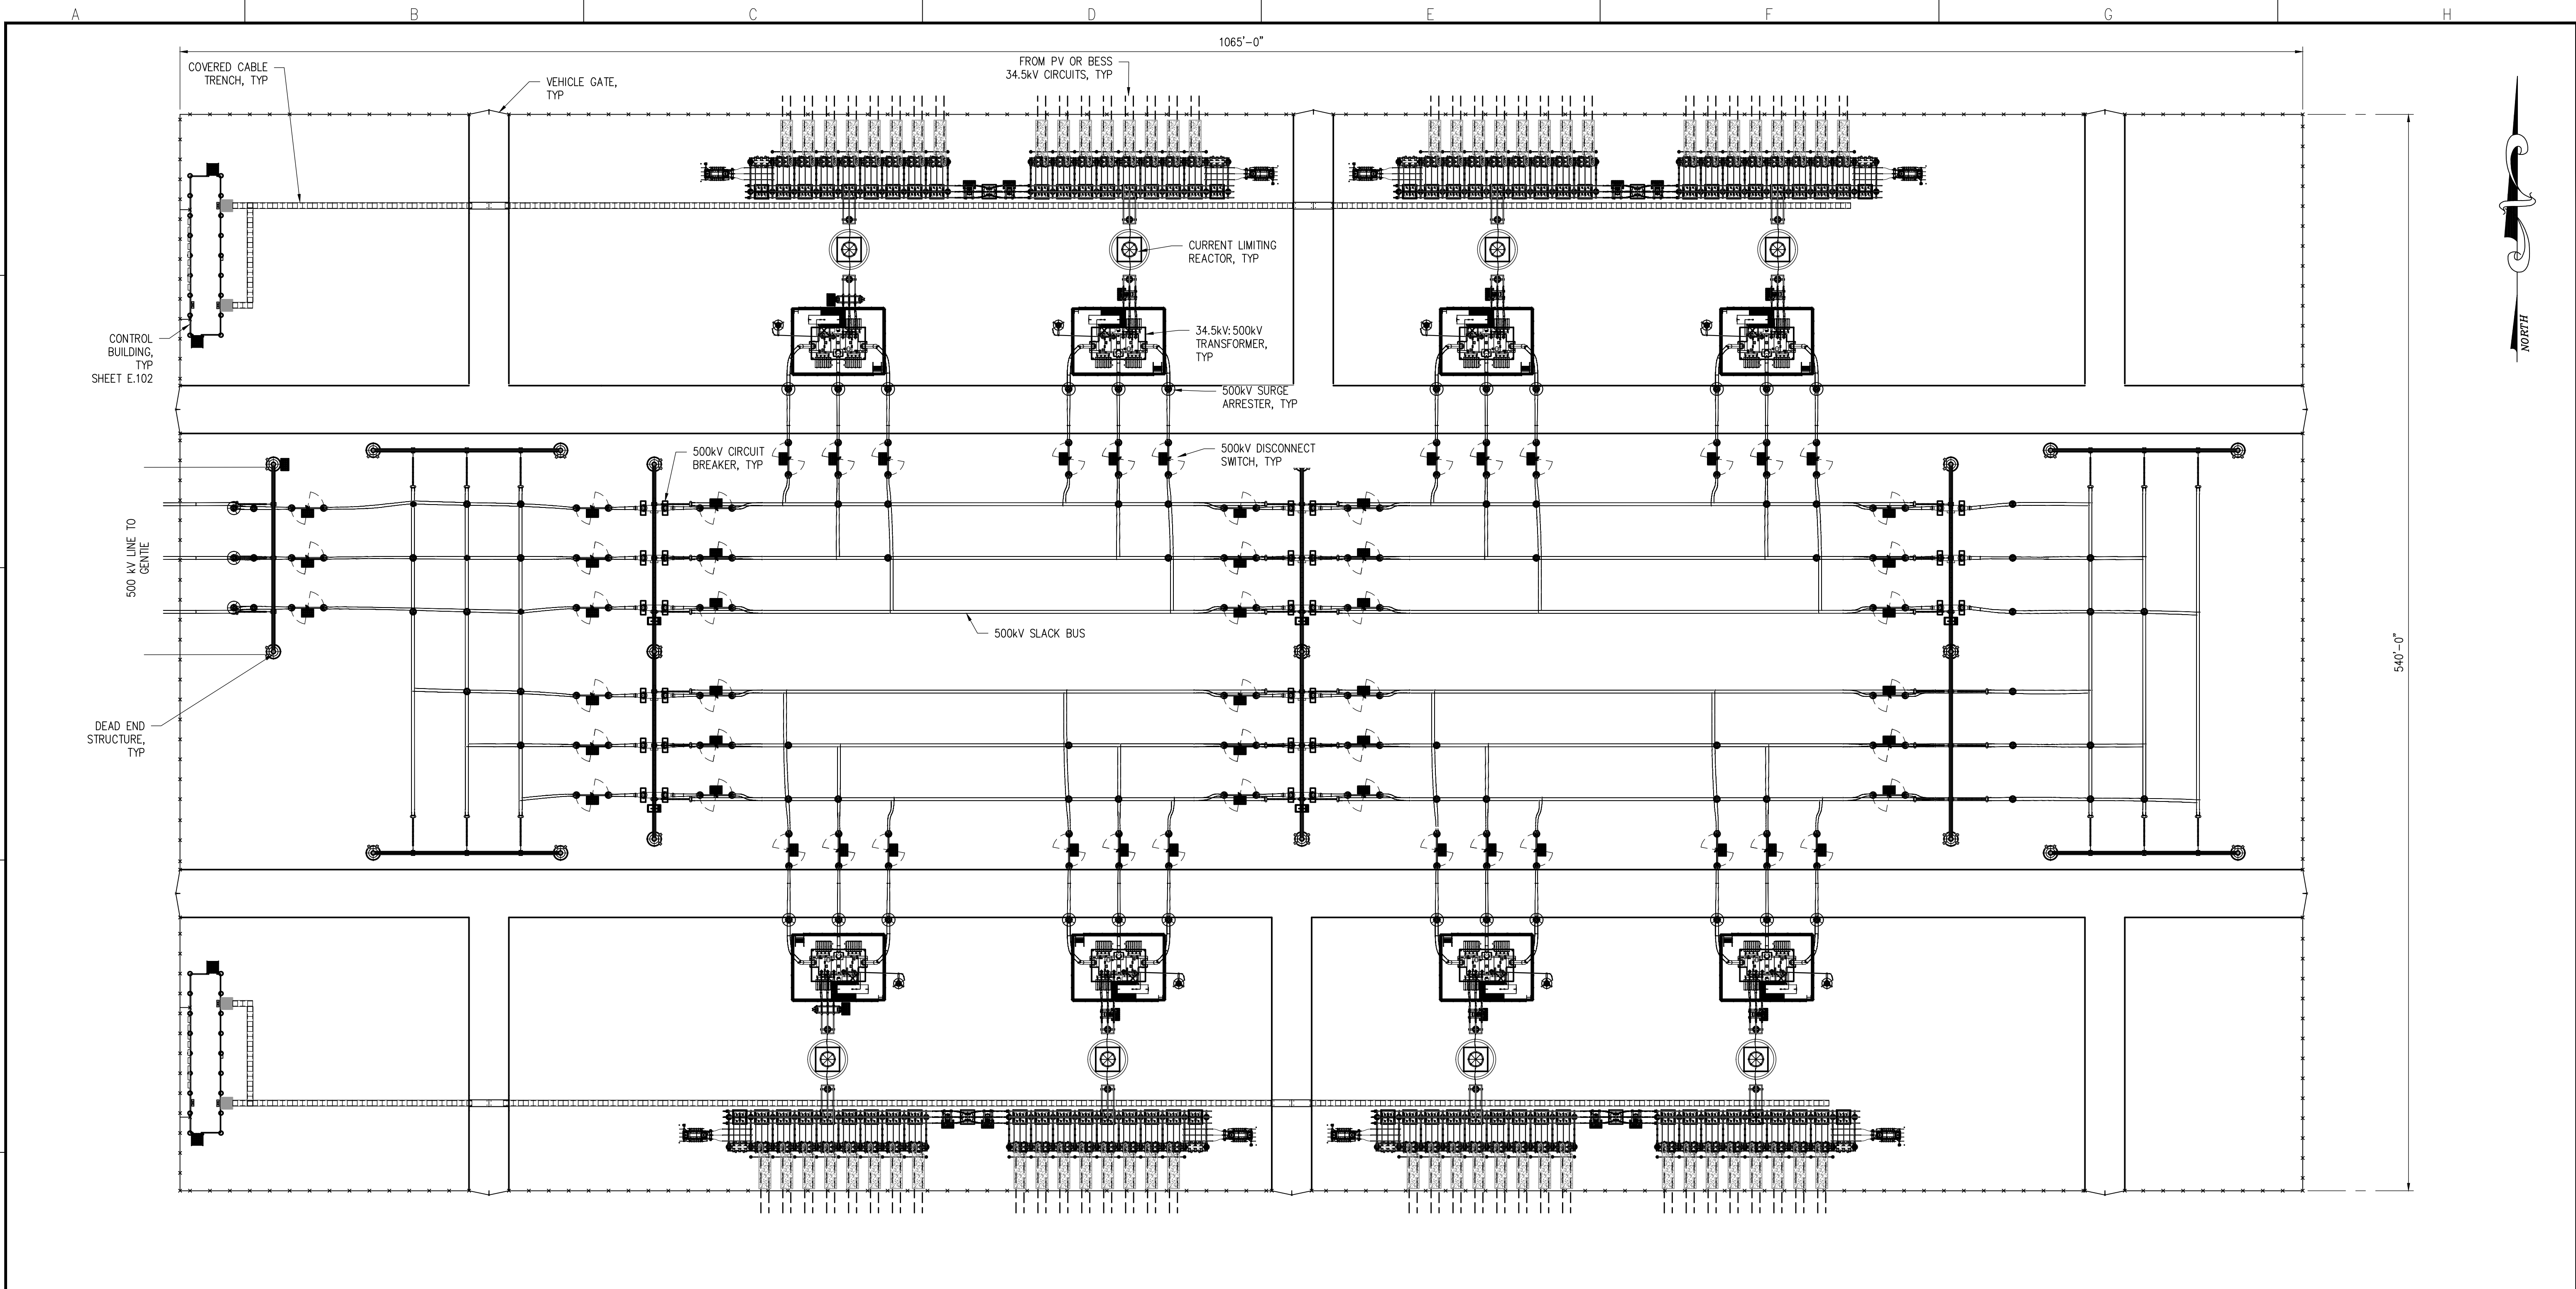 A B C D E F G H
1065'-0"
COVERED CABLE
TRENCH, TYP
VEHICLE GATE,
TYP
FROM PV OR BESS
34.5kV CIRCUITS, TYP
CURRENT LIMITING
REACTOR, TYP
NORTH
CONTROL
BUILDING,
TYP
SHEET E.102
34.5kV: 500kV
TRANSFORMER,
TYP
500kV SURGE
ARRESTER, TYP
500kV CIRCUIT
BREAKER, TYP
500kV DISCONNECT
SWITCH, TYP
500 kV LINE TO
GENTIE
500kV SLACK BUS
540'-0"
DEAD END
STRUCTURE,
TYP